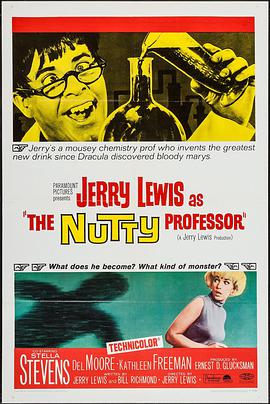 Jerry's a mousey chemistry prof who invents the greatest
new drink since Dracula discovered bloody marys.
PARAMOUNT
PICTURES
presents
JERRY LEWIS as
"THE NUTTY PROFESSOR"
(A Jerry Lewis Production)
What does he become? What kind of monster?
TECHNICOLOR®
CO-STARRING
STELLA
STEVENS DEL MOORE · KATHLEEN FREEMAN PRODUCED BY ERNEST D. GLUCKSMAN
WRITTEN BY JERRY LEWIS and BILL RICHMOND · DIRECTED BY JERRY LEWIS